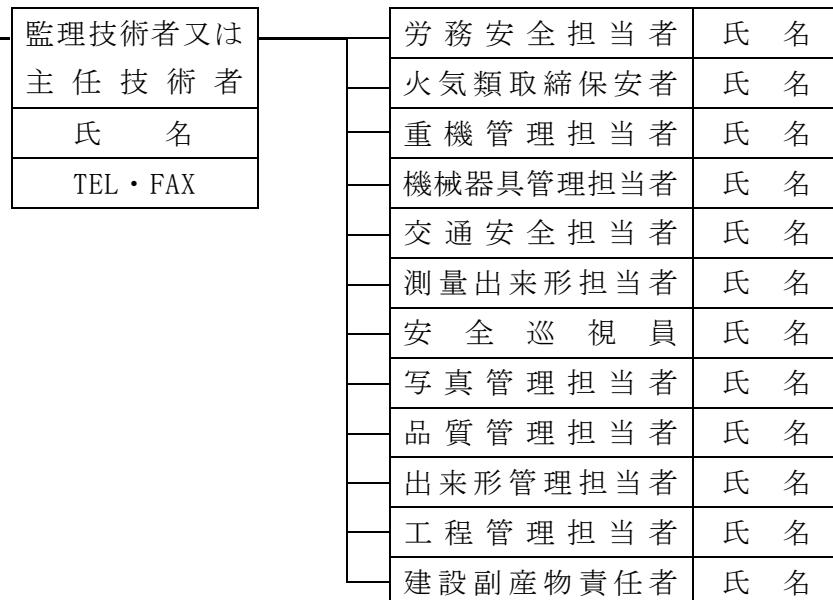 監理技術者又は
主任技術者
氏名
TEL・FAX
労務安全担当者 氏名
火気類取締保安者 氏名
重機管理担当者 氏名
機械器具管理担当者 氏名
交通安全担当者 氏名
測量出来形担当者 氏名
安全巡視員 氏名
写真管理担当者 氏名
品質管理担当者 氏名
出来形管理担当者 氏名
工程管理担当者 氏名
建設副産物責任者 氏名